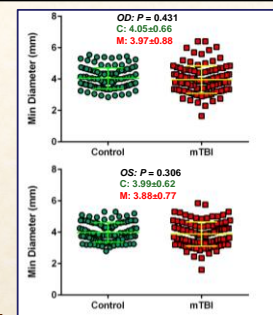 OD: P = 0.431
C: 4.05±0.66
M: 3.97±0.88
Min Diameter (mm)
8
6
4
2
0
Control
mTBI
OS: P = 0.306
C: 3.99±0.62
M: 3.88±0.77
Min Diameter (mm)
8
6
4
2
0
Control
mTBI